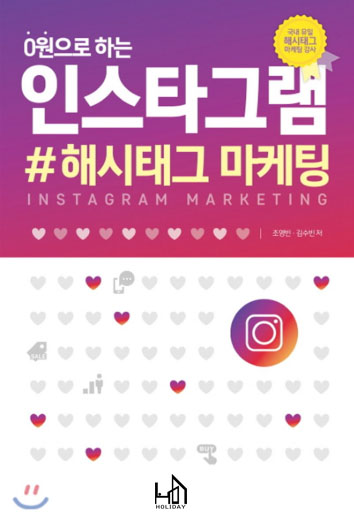 0원으로 하는
국내 유일
해시태그
마케팅 강사
인스타그램
#해시태그 마케팅
INSTAGRAM MARKETING
조영빈 · 김수빈 저
SALE
BUY
HOLIDAY